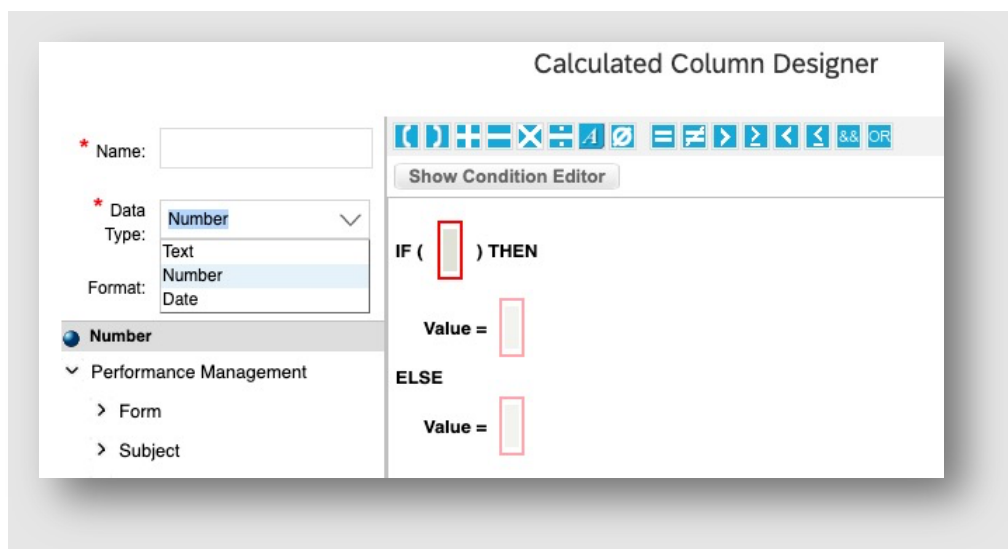 Calculated Column Designer
* Name:
( ) + − × ÷ A Ø = ≠ > ≥ < ≤ && OR
Show Condition Editor
* Data Type:
Number
Text
Number
Date
Format:
IF ( ) THEN
Value =
ELSE
Value =
Number
Performance Management
Form
Subject